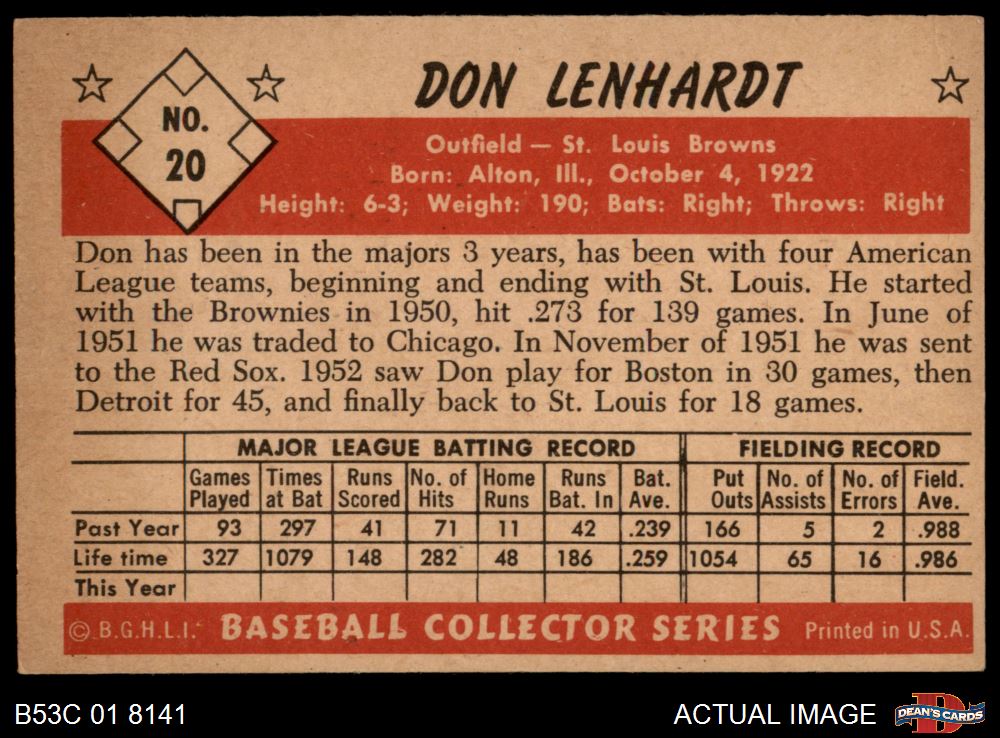 NO.
20
DON LENHARDT
Outfield — St. Louis Browns
Born: Alton, Ill., October 4, 1922
Height: 6-3; Weight: 190; Bats: Right; Throws: Right
Don has been in the majors 3 years, has been with four American
League teams, beginning and ending with St. Louis. He started
with the Brownies in 1950, hit .273 for 139 games. In June of
1951 he was traded to Chicago. In November of 1951 he was sent
to the Red Sox. 1952 saw Don play for Boston in 30 games, then
Detroit for 45, and finally back to St. Louis for 18 games.
MAJOR LEAGUE BATTING RECORD FIELDING RECORD
Games Times Runs No. of Home Runs Bat. Put No. of No. of Field.
Played at Bat Scored Hits Runs Bat. In Ave. Outs Assists Errors Ave.
Past Year 93 297 41 71 11 42 .239 166 5 2 .988
Life time 327 1079 148 282 48 186 .259 1054 65 16 .986
This Year
© B.G.H.L.I. BASEBALL COLLECTOR SERIES Printed in U.S.A.
B53C 01 8141 ACTUAL IMAGE DEAN'S CARDS